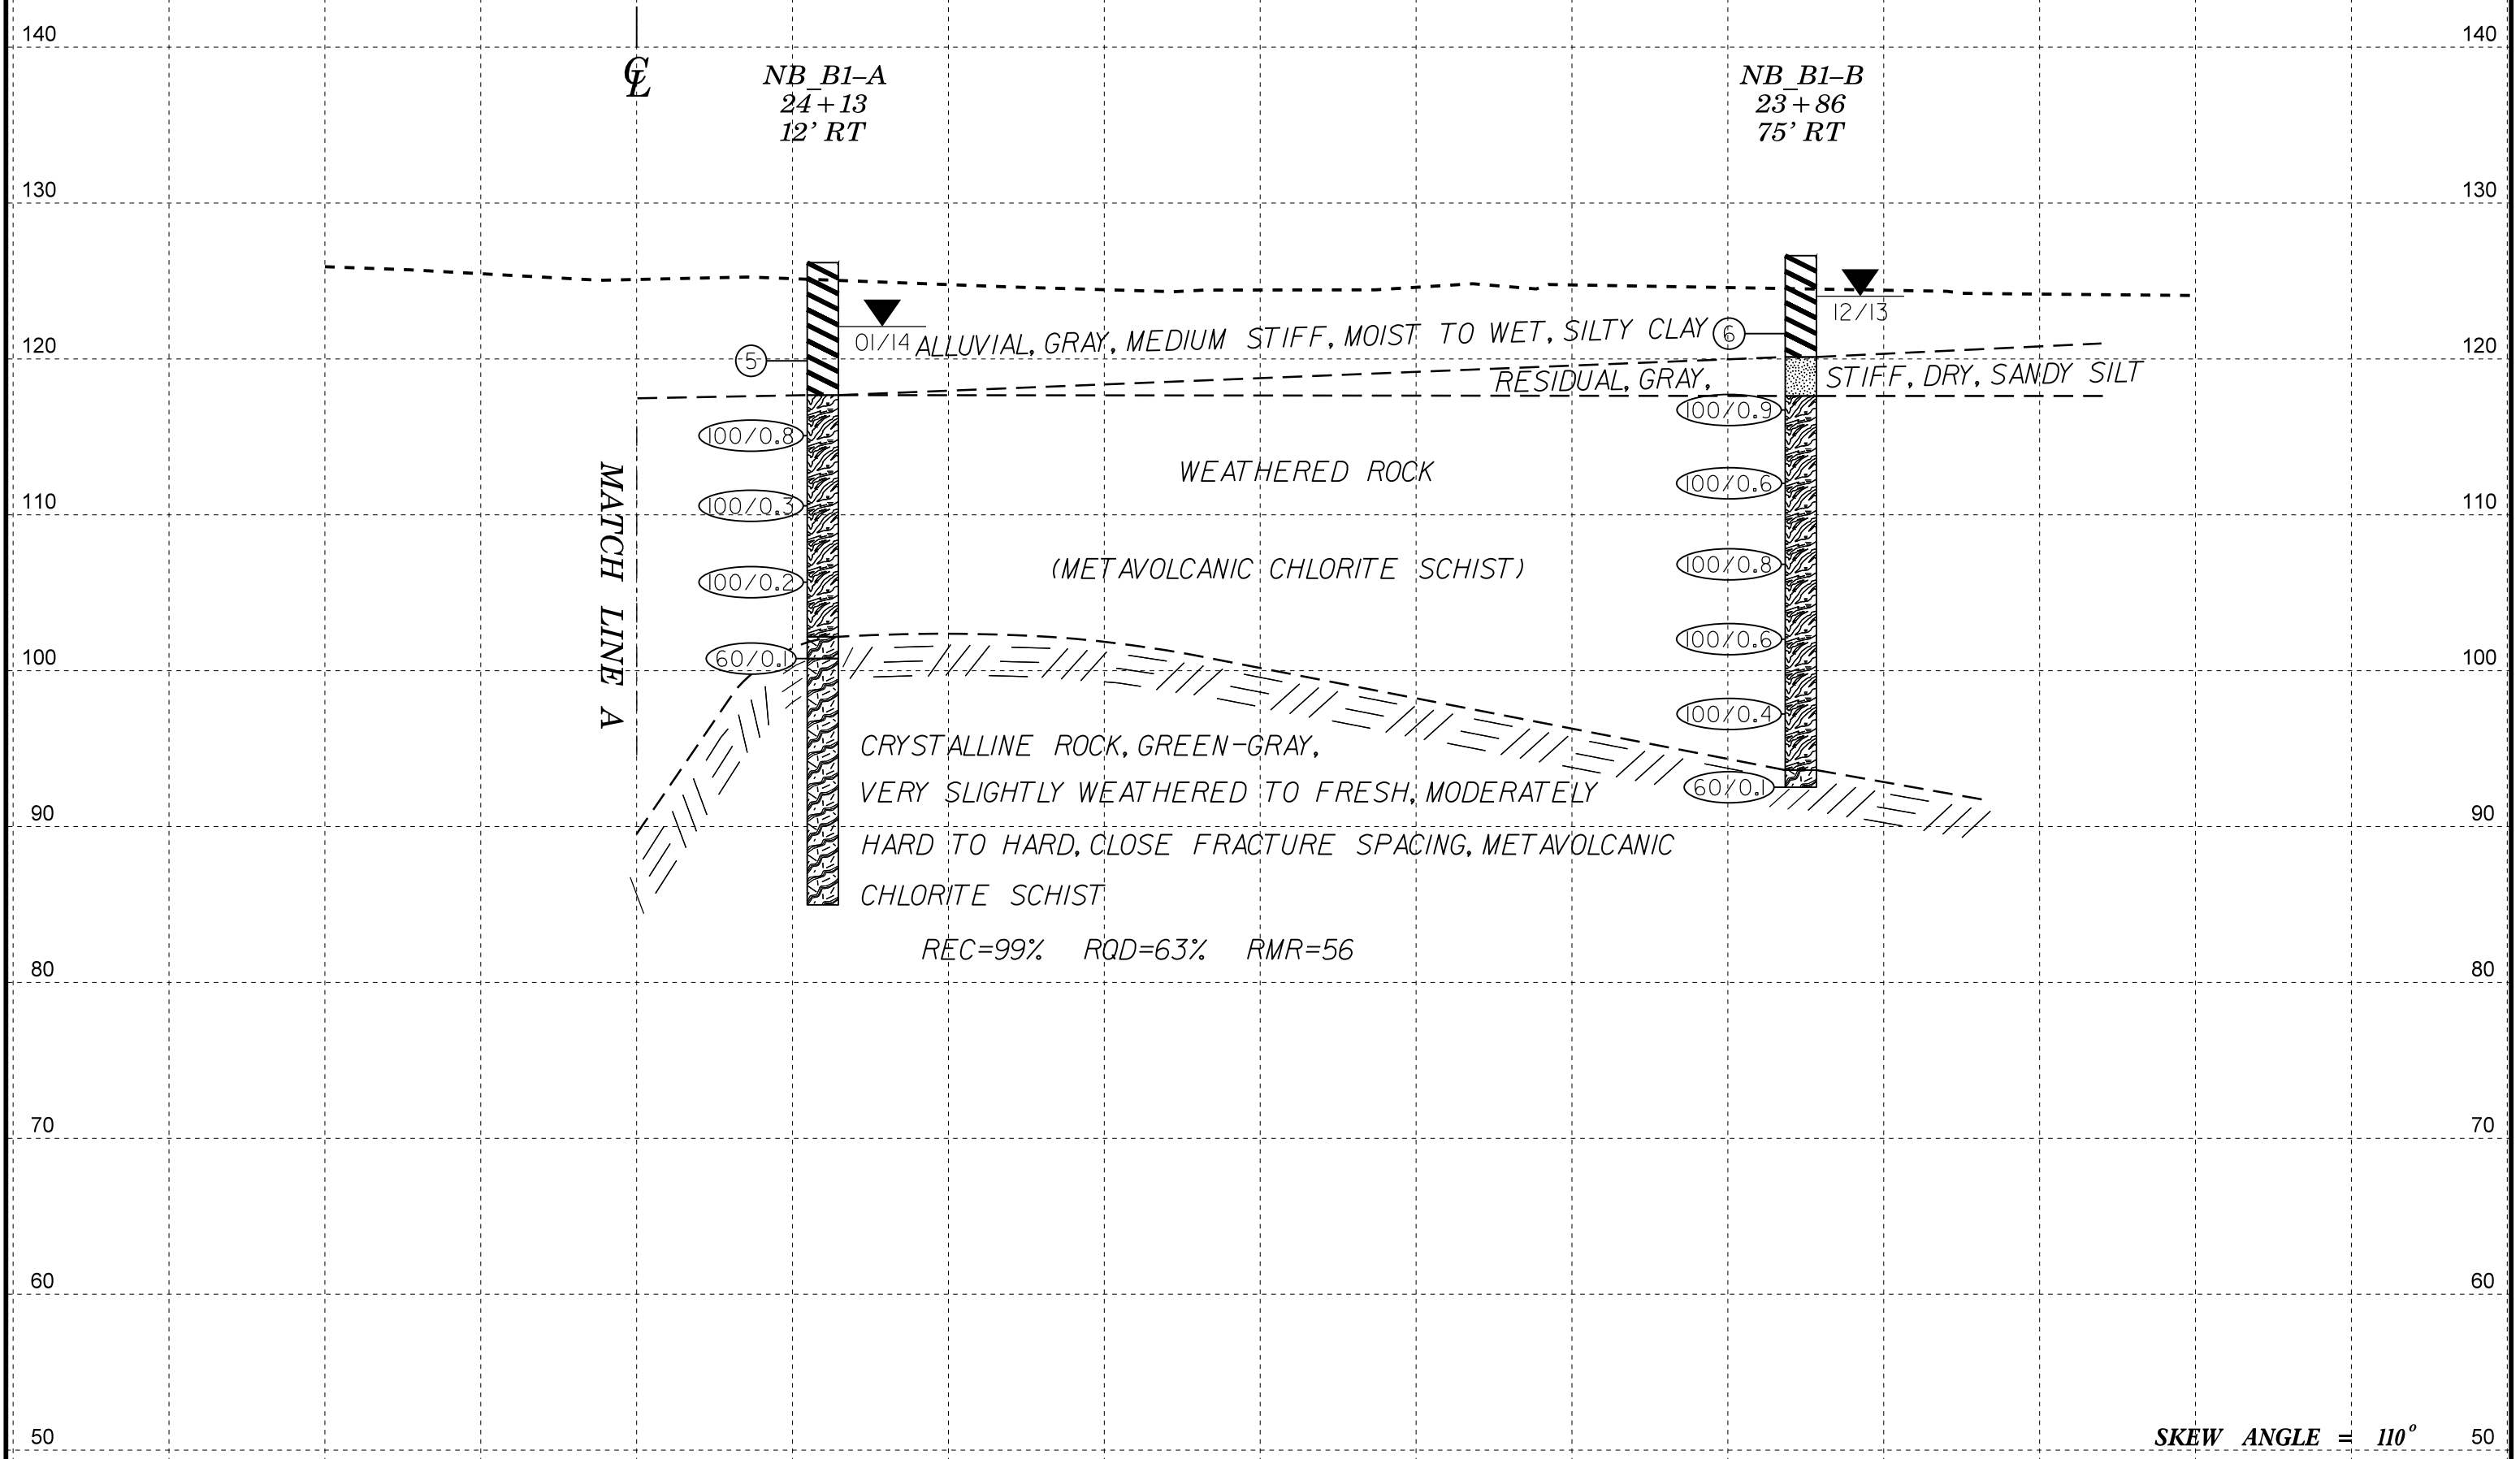 140 140
℄
NB_B1–A
24+13
12' RT
NB_B1–B
23+86
75' RT
130 130
12/13
01/14
ALLUVIAL, GRAY, MEDIUM STIFF, MOIST TO WET, SILTY CLAY
6
5
120 120
RESIDUAL, GRAY, STIFF, DRY, SANDY SILT
100/0.9
100/0.8
WEATHERED ROCK
100/0.6
110 110
100/0.3
(METAVOLCANIC CHLORITE SCHIST)
100/0.8
100/0.2
MATCH LINE A
100/0.6
100 100
60/0.1
100/0.4
CRYSTALLINE ROCK, GREEN-GRAY,
VERY SLIGHTLY WEATHERED TO FRESH, MODERATELY
60/0.1
90 90
HARD TO HARD, CLOSE FRACTURE SPACING, METAVOLCANIC
CHLORITE SCHIST
REC=99% RQD=63% RMR=56
80 80
70 70
60 60
50 50
SKEW ANGLE = 110°